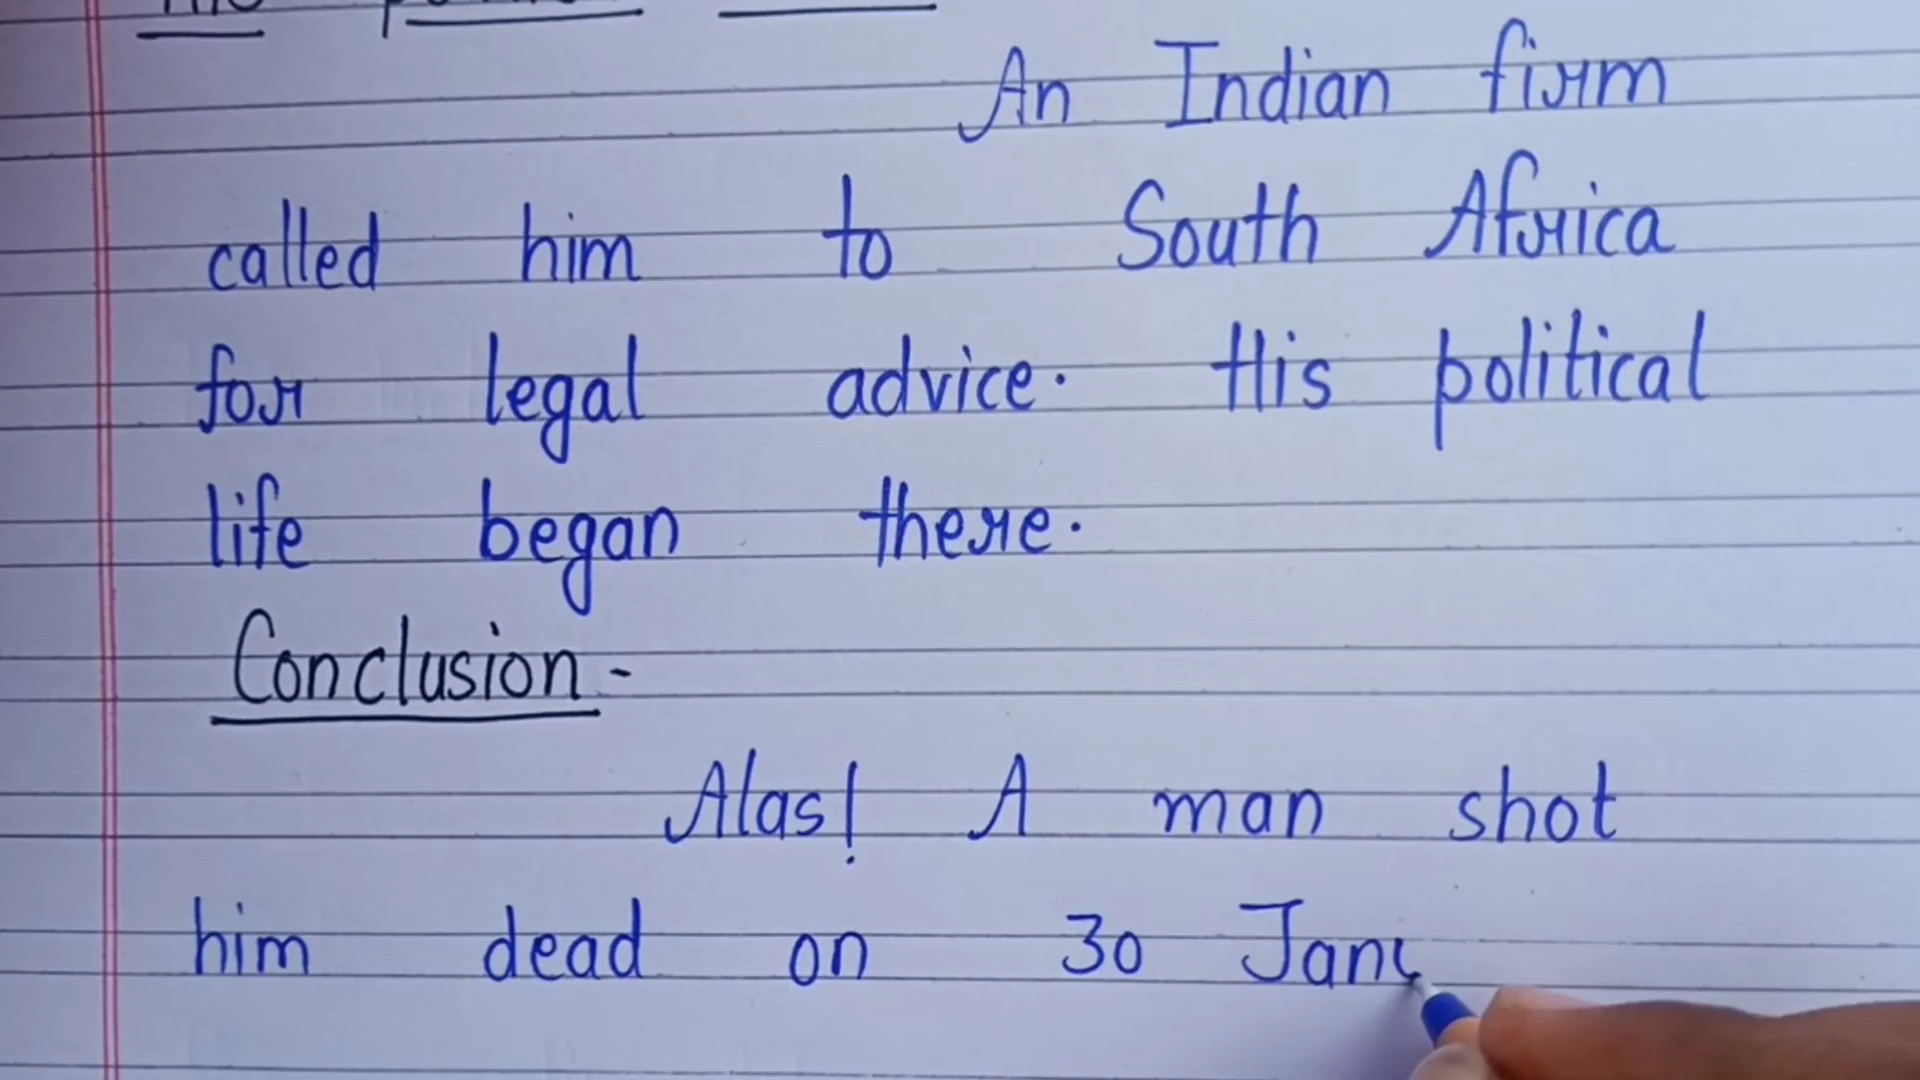 An Indian firm
called him to South Africa
for legal advice. His political
life began there.
Conclusion -
Alas! A man shot
him dead on 30 Janu